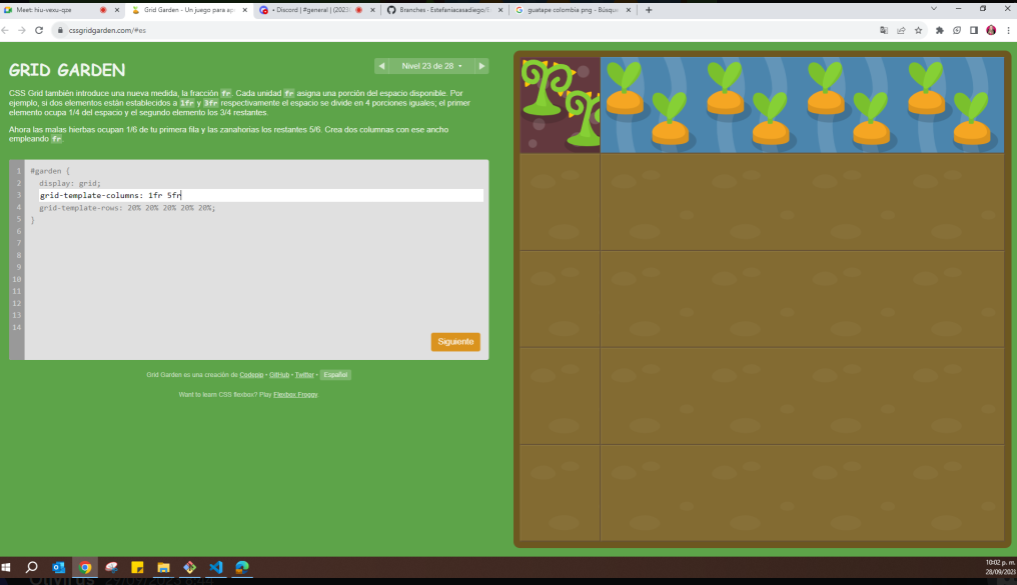 Meet: hiu-vexu-qze
Grid Garden - Un juego para ap
• Discord | #general | (2023
Branches · Estefaniacasadiego/
guatape colombia png - Búsqu
cssgridgarden.com/#es
GRID GARDEN
Nivel 23 de 28
CSS Grid también introduce una nueva medida, la fracción fr. Cada unidad fr asigna una porción del espacio disponible. Por
ejemplo, si dos elementos están establecidos a 1fr y 3fr respectivamente el espacio se divide en 4 porciones iguales; el primer
elemento ocupa 1/4 del espacio y el segundo elemento los 3/4 restantes.
Ahora las malas hierbas ocupan 1/6 de tu primera fila y las zanahorias los restantes 5/6. Crea dos columnas con ese ancho
empleando fr.
1 #garden {
2 display: grid;
3 grid-template-columns: 1fr 5fr
4 grid-template-rows: 20% 20% 20% 20% 20%;
5 }
6
7
8
9
10
11
12
13
14
Siguiente
Grid Garden es una creación de Codepip • GitHub • Twitter • Español
Want to learn CSS flexbox? Play Flexbox Froggy.
10:02 p. m.
28/09/2023